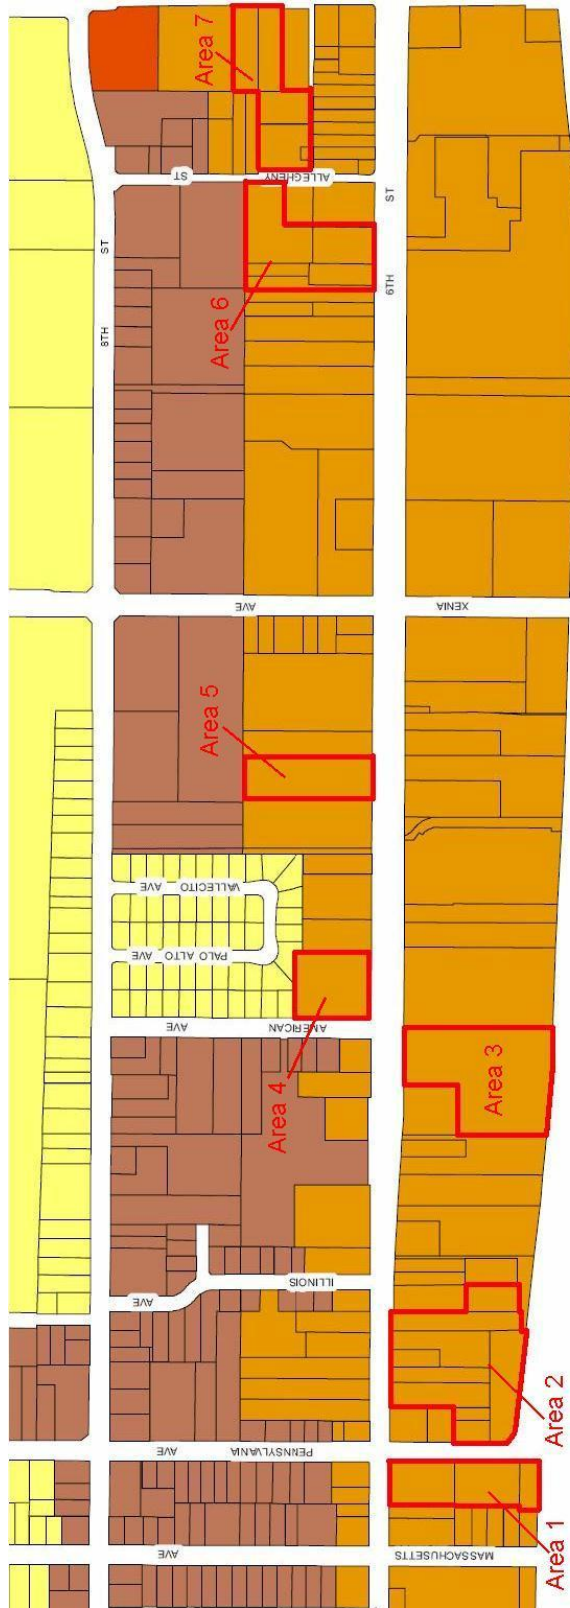 Area 7
ALLEGHENY
ST
8TH
ST
6TH
ST
Area 6
AVE
XENIA
Area 5
VALLECITO AVE
PALO ALTO AVE
AMERICAN
AVE
Area 4
Area 3
ILLINOIS
AVE
Area 2
PENNSYLVANIA
AVE
Area 1
MASSACHUSETTS
AVE